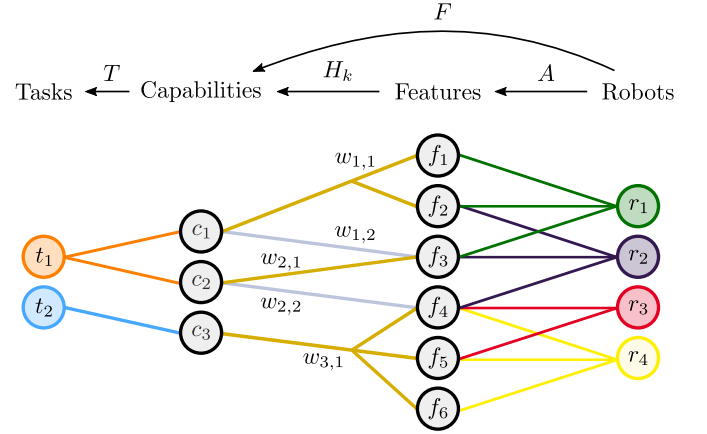 F
T H_k A
Tasks Capabilities Features Robots
w_{1,1} f_1
f_2 r_1
c_1 w_{1,2}
t_1 w_{2,1} f_3 r_2
c_2
t_2 w_{2,2} f_4 r_3
c_3
w_{3,1} f_5 r_4
f_6